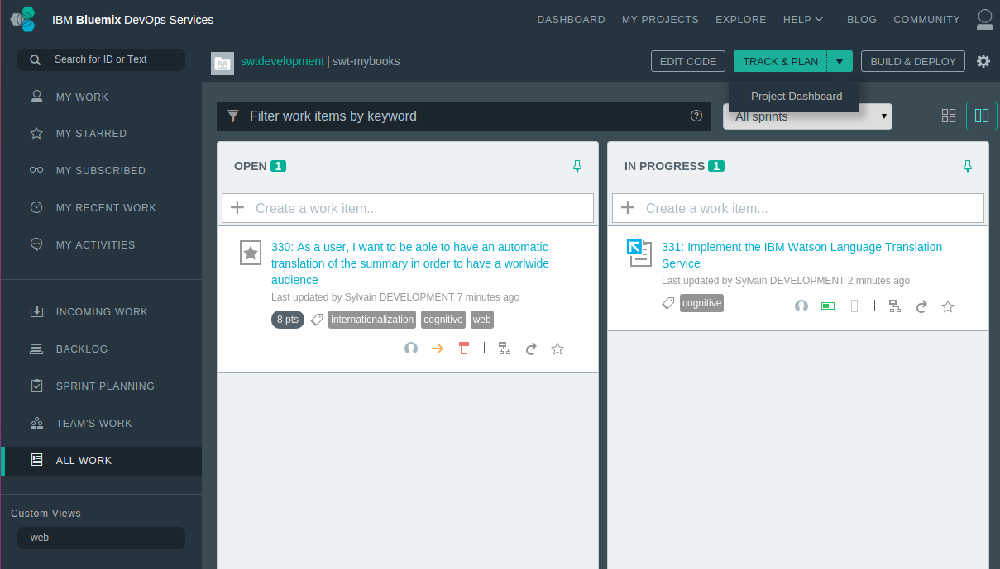 IBM Bluemix DevOps Services
DASHBOARD MY PROJECTS EXPLORE HELP BLOG COMMUNITY
Search for ID or Text
swtdevelopment | swt-mybooks
EDIT CODE TRACK & PLAN BUILD & DEPLOY
Project Dashboard
MY WORK
MY STARRED
MY SUBSCRIBED
MY RECENT WORK
MY ACTIVITIES
INCOMING WORK
BACKLOG
SPRINT PLANNING
TEAM'S WORK
ALL WORK
Custom Views
web
Filter work items by keyword
All sprints
OPEN 1
Create a work item...
330: As a user, I want to be able to have an automatic
translation of the summary in order to have a worlwide
audience
Last updated by Sylvain DEVELOPMENT 7 minutes ago
8 pts internationalization cognitive web
IN PROGRESS 1
Create a work item...
331: Implement the IBM Watson Language Translation
Service
Last updated by Sylvain DEVELOPMENT 2 minutes ago
cognitive